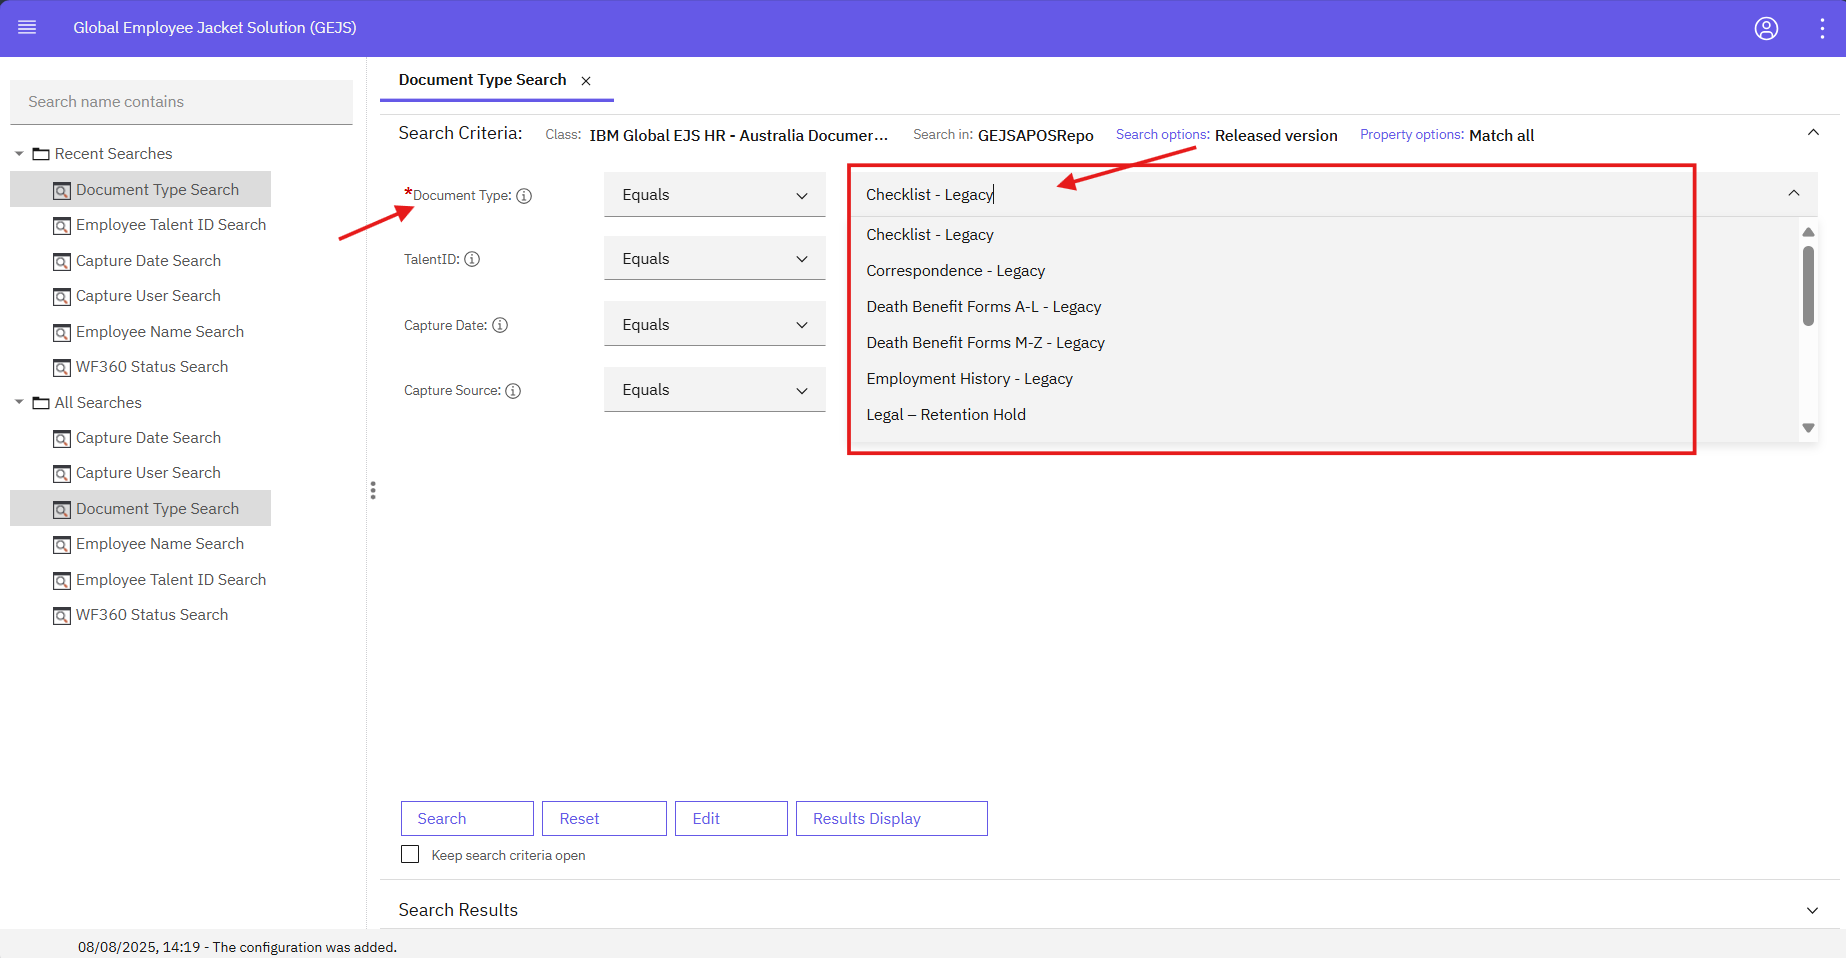 Global Employee Jacket Solution (GEJS)
Search name contains
Recent Searches
Document Type Search
Employee Talent ID Search
Capture Date Search
Capture User Search
Employee Name Search
WF360 Status Search
All Searches
Capture Date Search
Capture User Search
Document Type Search
Employee Name Search
Employee Talent ID Search
WF360 Status Search
Document Type Search
Search Criteria: Class: IBM Global EJS HR - Australia Documer... Search in: GEJSAPOSRepo Search options: Released version Property options: Match all
*Document Type: Equals Checklist - Legacy
Checklist - Legacy
Correspondence - Legacy
Death Benefit Forms A-L - Legacy
Death Benefit Forms M-Z - Legacy
Employment History - Legacy
Legal – Retention Hold
TalentID: Equals
Capture Date: Equals
Capture Source: Equals
Search Reset Edit Results Display
Keep search criteria open
Search Results
08/08/2025, 14:19 - The configuration was added.